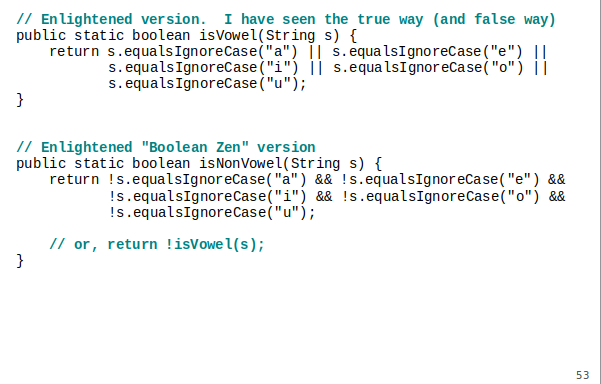 // Enlightened version.  I have seen the true way (and false way)
public static boolean isVowel(String s) {
    return s.equalsIgnoreCase("a") || s.equalsIgnoreCase("e") ||
           s.equalsIgnoreCase("i") || s.equalsIgnoreCase("o") ||
           s.equalsIgnoreCase("u");
}
// Enlightened "Boolean Zen" version
public static boolean isNonVowel(String s) {
    return !s.equalsIgnoreCase("a") && !s.equalsIgnoreCase("e") &&
           !s.equalsIgnoreCase("i") && !s.equalsIgnoreCase("o") &&
           !s.equalsIgnoreCase("u");
    // or, return !isVowel(s);
}
53